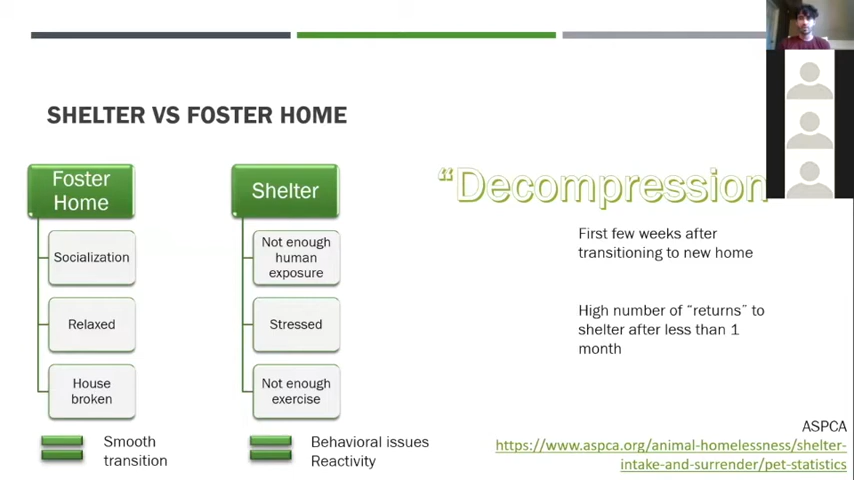 SHELTER VS FOSTER HOME
Foster
Home
Socialization
Relaxed
House
broken
Smooth
transition
Shelter
Not enough
human
exposure
Stressed
Not enough
exercise
Behavioral issues
Reactivity
“Decompression
First few weeks after
transitioning to new home
High number of “returns” to
shelter after less than 1
month
ASPCA
https://www.aspca.org/animal-homelessness/shelter-
intake-and-surrender/pet-statistics